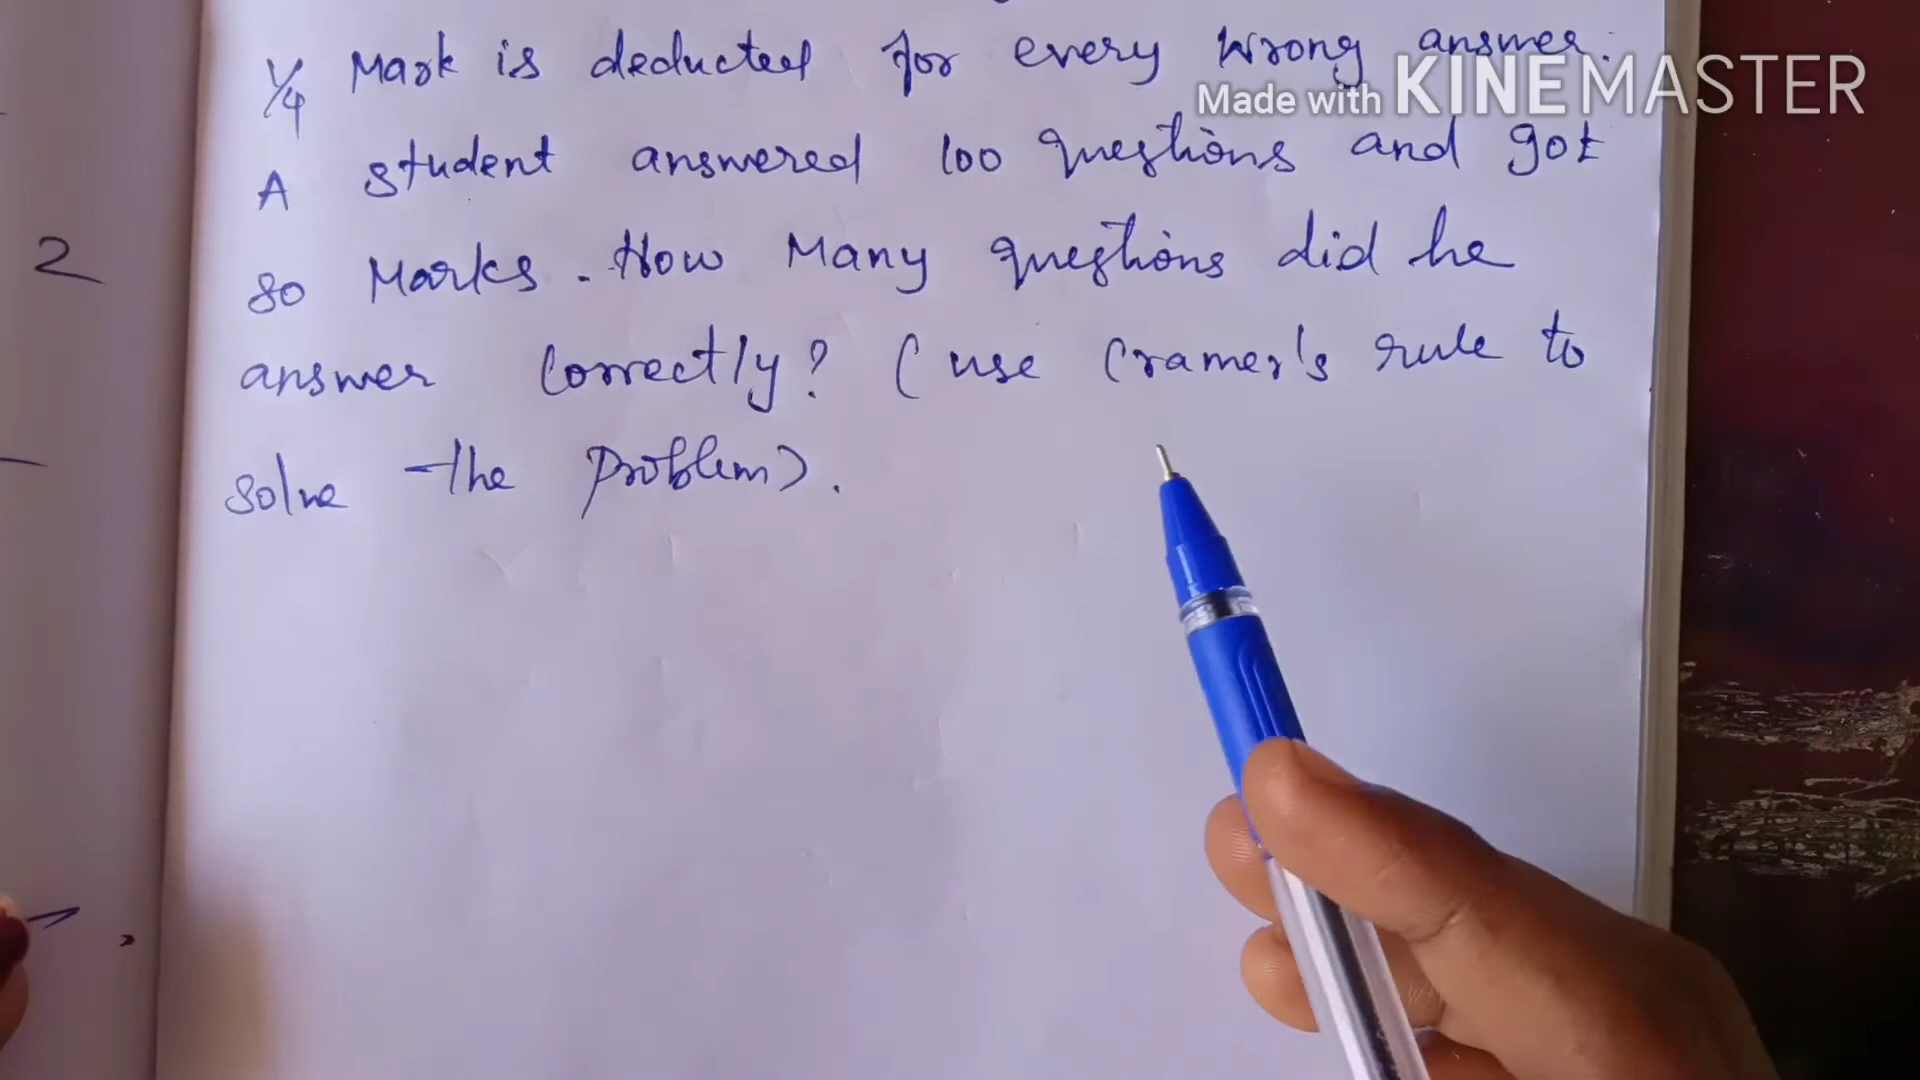 1/4 Mark is deducted for every wrong answer.
Made with KINEMASTER
A student answered 100 questions and got
80 Marks. How Many questions did he
2
answer correctly? (use Cramer's rule to
solve the problem).